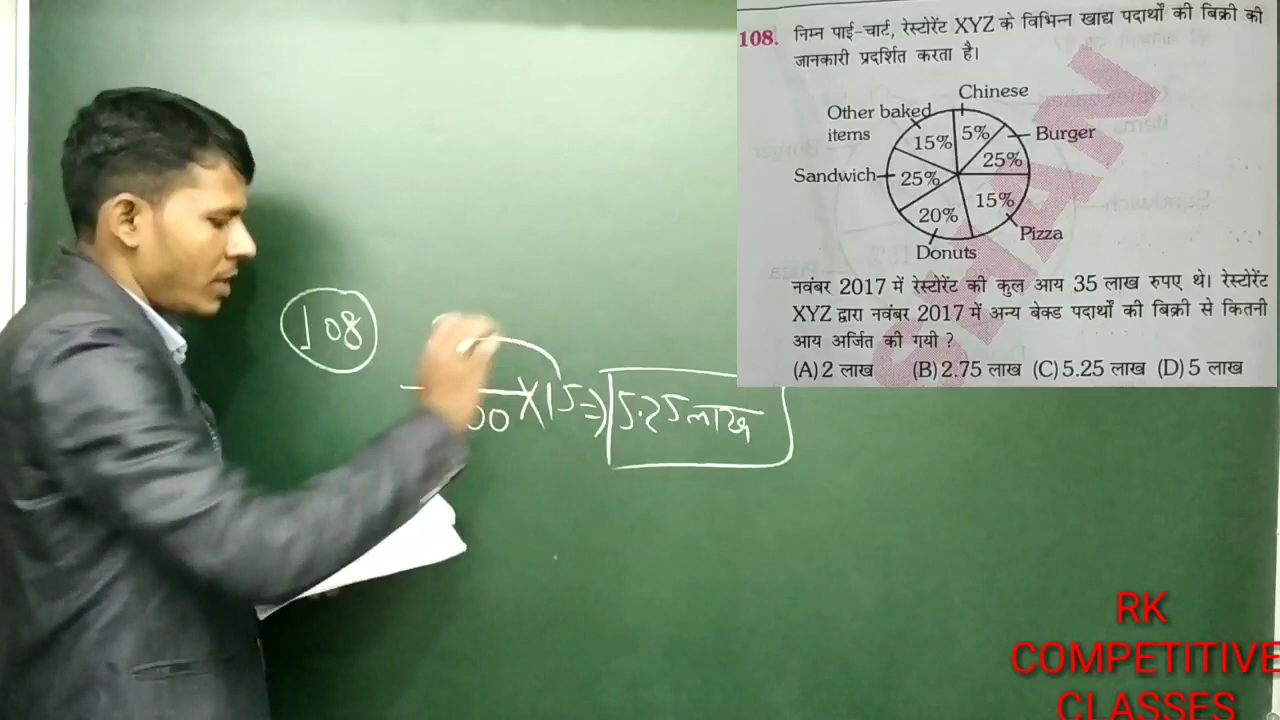 108. निम्न पाई-चार्ट, रेस्टोरेंट XYZ के विभिन्न खाद्य पदार्थों की बिक्री की
जानकारी प्रदर्शित करता है।
Chinese
Other baked
items
Burger
15%
5%
25%
Sandwich
25%
15%
20%
Pizza
Donuts
नवंबर 2017 में रेस्टोरेंट की कुल आय 35 लाख रुपए थे। रेस्टोरेंट
XYZ द्वारा नवंबर 2017 में अन्य बेक्ड पदार्थों की बिक्री से कितनी
आय अर्जित की गयी ?
(A) 2 लाख (B) 2.75 लाख (C) 5.25 लाख (D) 5 लाख
108
00 X 15 => 5.25 लाख
RK
COMPETITIVE
CLASSES